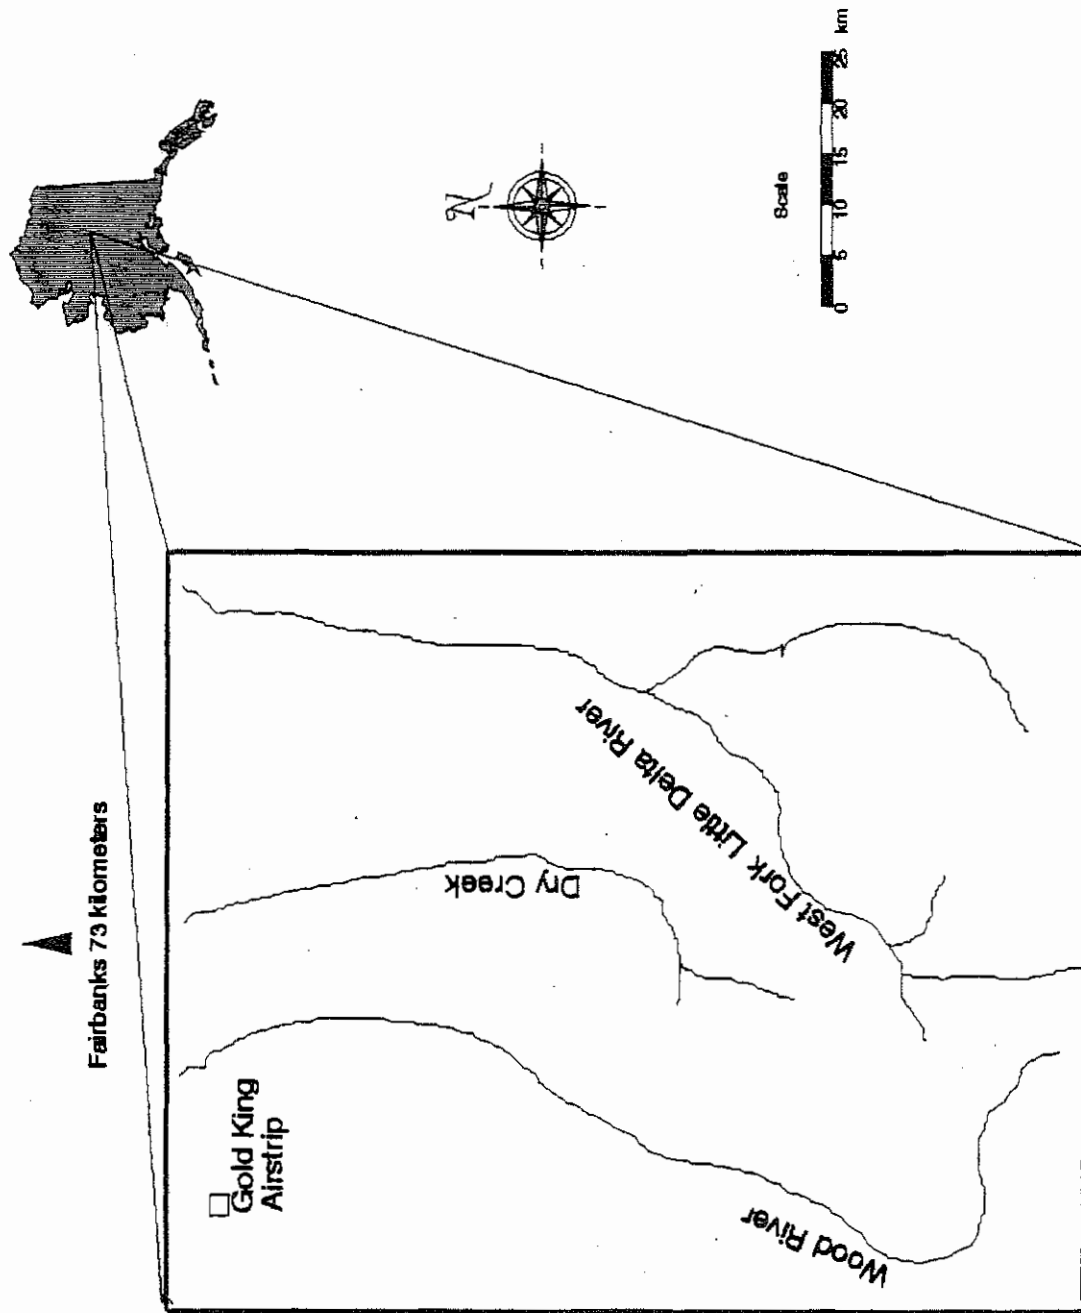 Fairbanks 73 kilometers
N
Gold King
Airstrip
Dry Creek
West Fork Little Delta River
Wood River
Scale
0 5 10 15 20 25 km